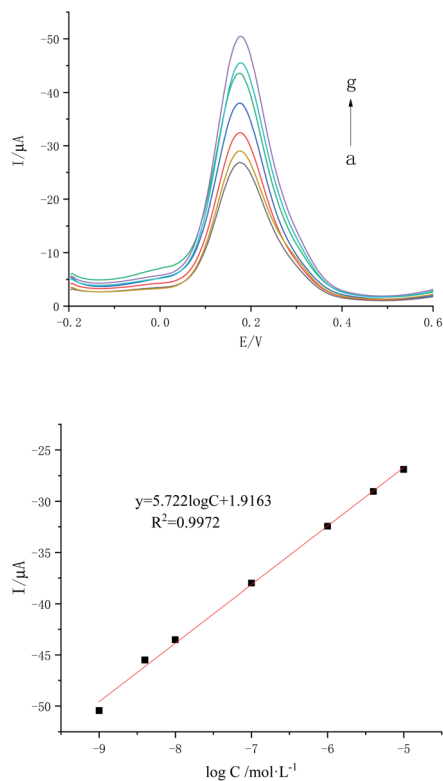 -50
-40
-30
-20
-10
0
I/μA
g
a
-0.2 0.0 0.2 0.4 0.6
E/V
-25
-30
-35
-40
-45
-50
I/μA
y=5.722logC+1.9163
R²=0.9972
-9 -8 -7 -6 -5
log C /mol·L⁻¹